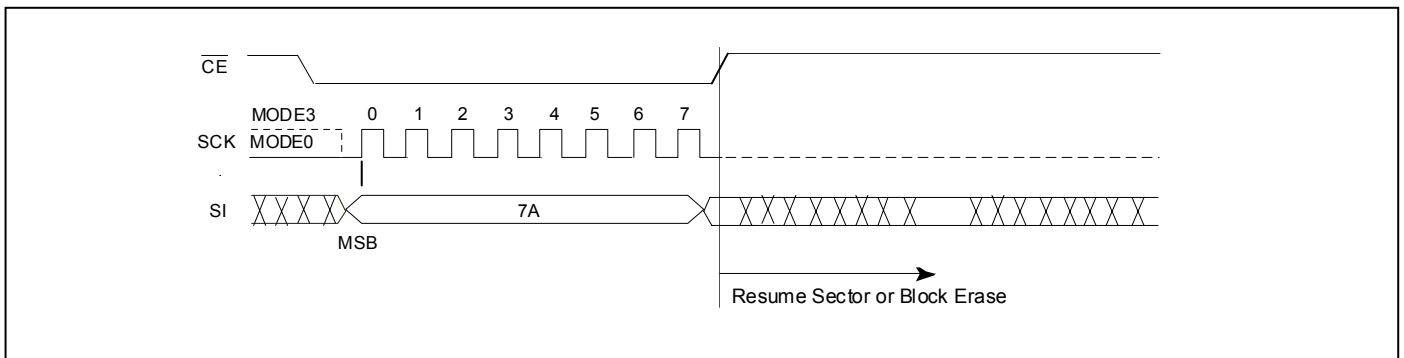 CE
MODE3 0 1 2 3 4 5 6 7
SCK MODE0
SI 7A
MSB
Resume Sector or Block Erase